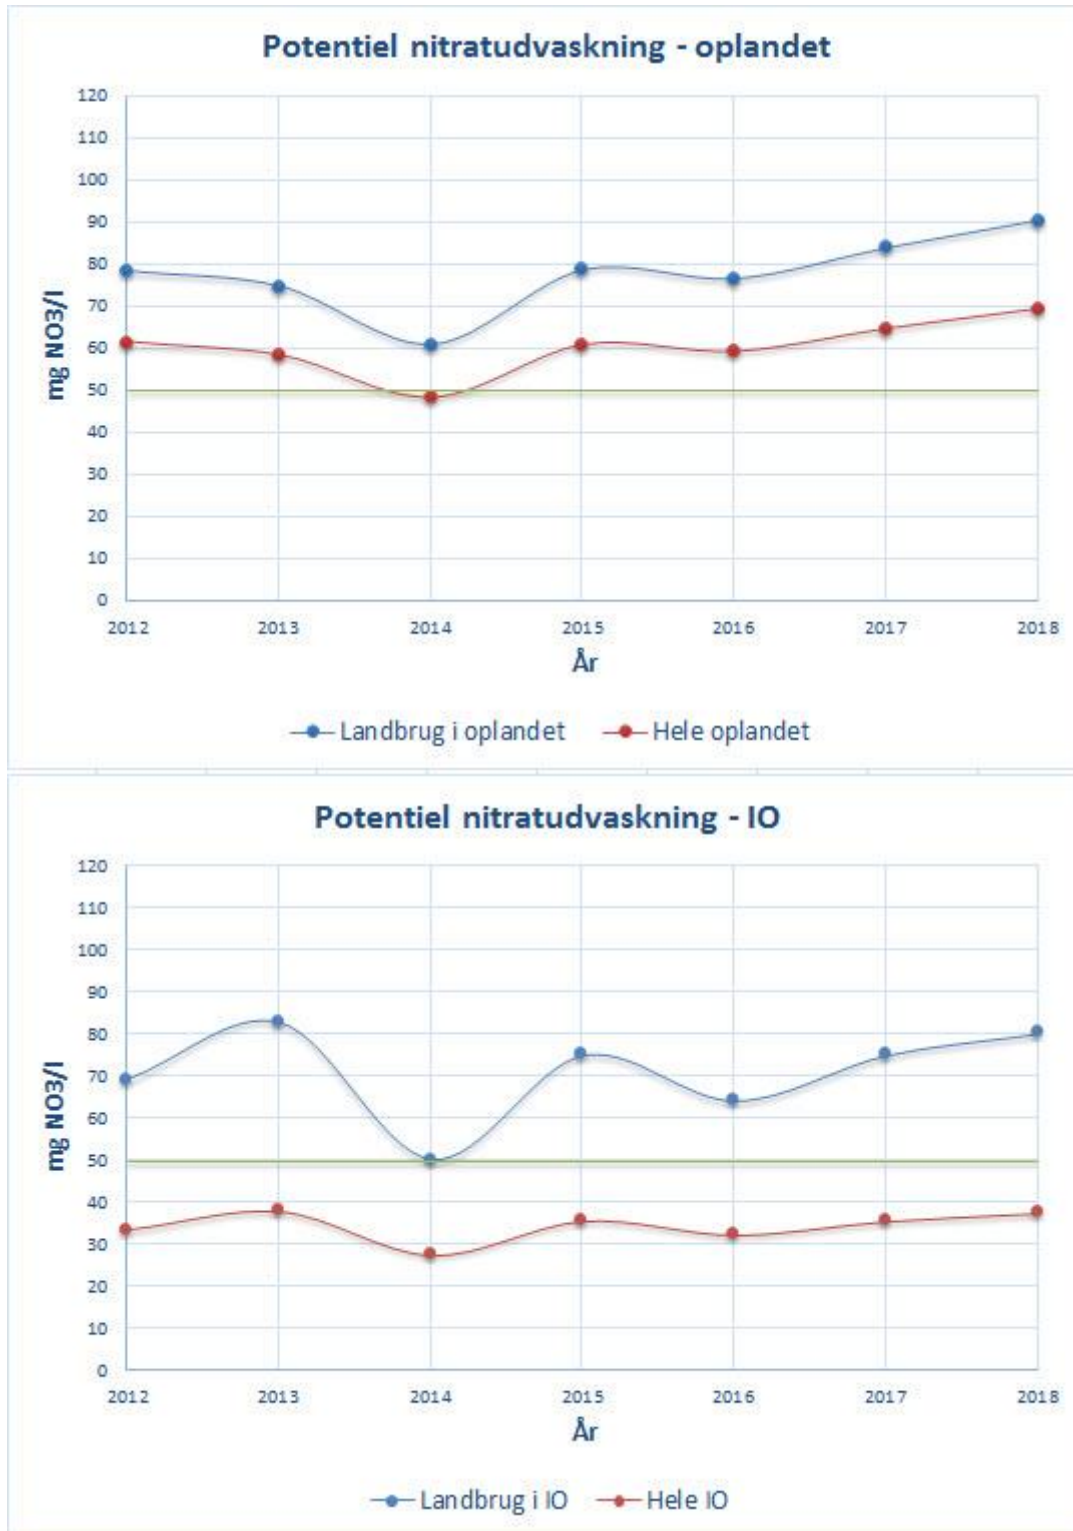 Potentiel nitratudvaskning - oplandet
120
110
100
90
80
70
60
50
40
30
20
10
0
mg NO3/l
2012 2013 2014 2015 2016 2017 2018
År
Landbrug i oplandet Hele oplandet
Potentiel nitratudvaskning - IO
120
110
100
90
80
70
60
50
40
30
20
10
0
mg NO3/l
2012 2013 2014 2015 2016 2017 2018
År
Landbrug i IO Hele IO